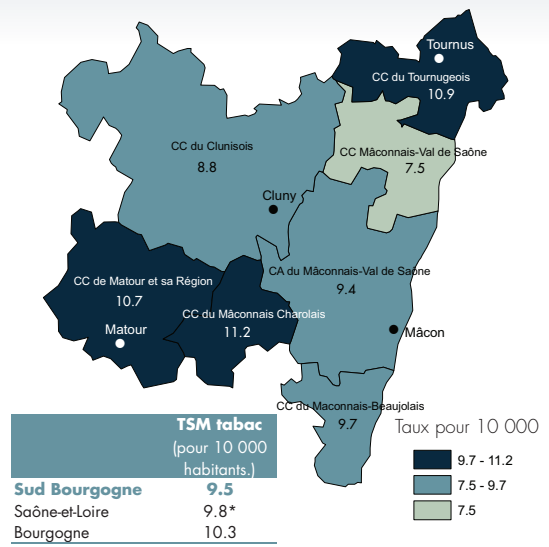 Tournus
CC du Tournugeois
10.9
CC du Clunisois
8.8
CC Mâconnais-Val de Saône
7.5
Cluny
CA du Mâconnais-Val de Saône
9.4
CC de Matour et sa Région
10.7
Matour
CC du Mâconnais Charolais
11.2
Mâcon
CC du Maconnais-Beaujolais
9.7
TSM tabac
(pour 10 000
habitants.)
Sud Bourgogne 9.5
Saône-et-Loire 9.8*
Bourgogne 10.3
Taux pour 10 000
9.7 - 11.2
7.5 - 9.7
7.5